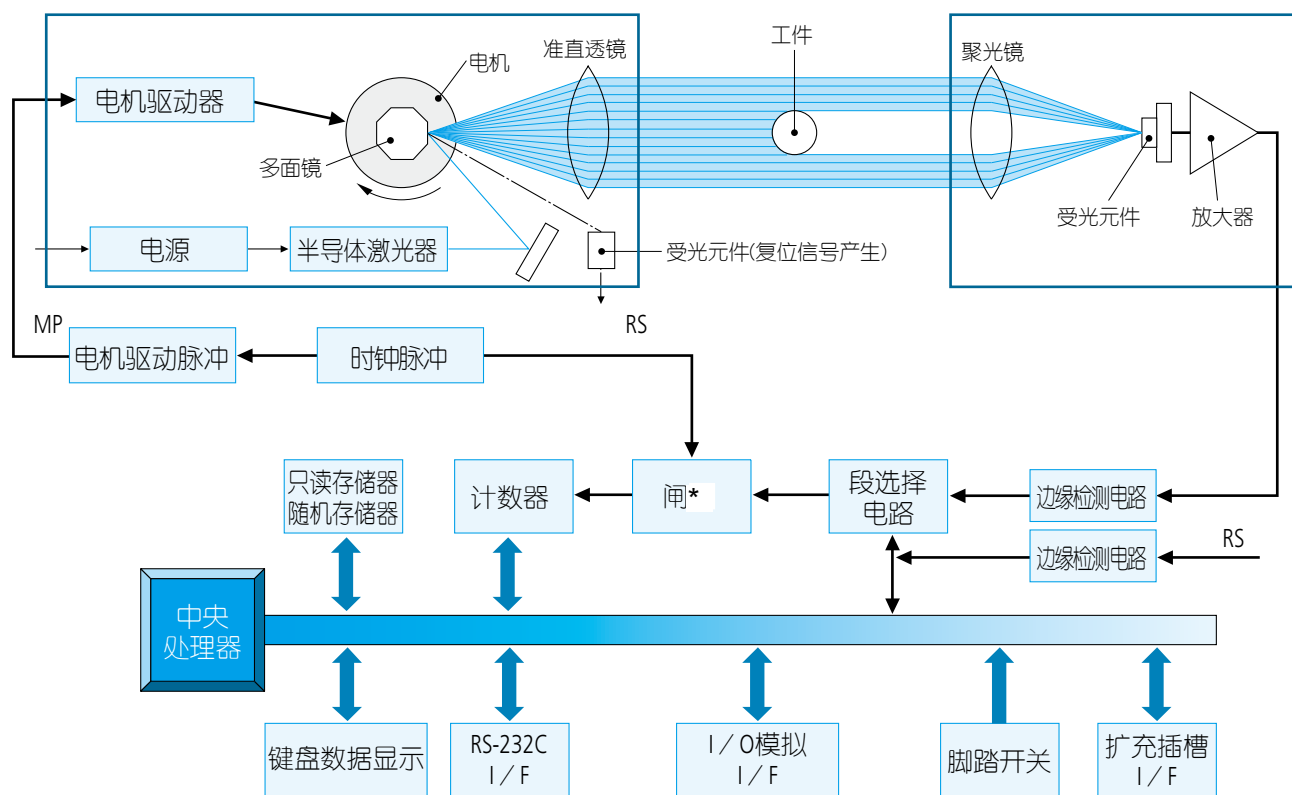 准直透镜
工件
聚光镜
电机
电机驱动器
多面镜
受光元件
放大器
电源
半导体激光器
受光元件(复位信号产生)
MP
RS
电机驱动脉冲
时钟脉冲
只读存储器
随机存储器
计数器
闸*
段选择
电路
边缘检测电路
边缘检测电路
RS
中央
处理器
键盘数据显示
RS-232C
I/F
I/O模拟
I/F
脚踏开关
扩充插槽
I/F